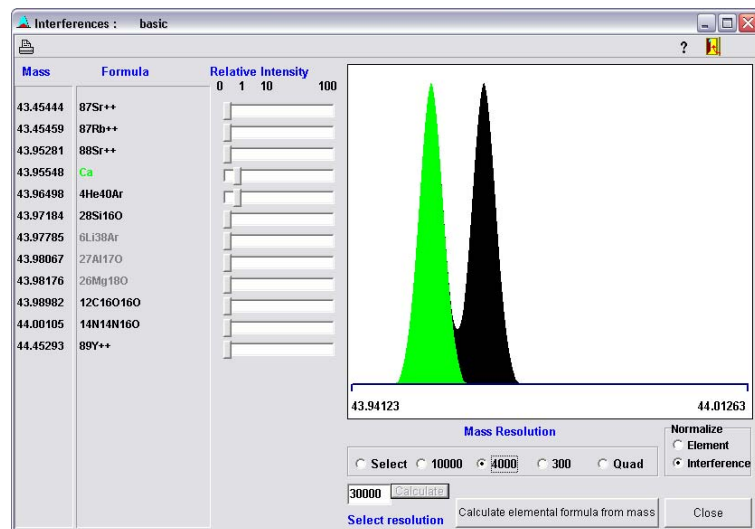 Interferences : basic
?
Mass Formula Relative Intensity
0 1 10 100
43.45444 87Sr++
43.45459 87Rb++
43.95281 88Sr++
43.95548 Ca
43.96498 4He40Ar
43.97184 28Si16O
43.97785 6Li38Ar
43.98067 27Al17O
43.98176 26Mg18O
43.98982 12C16O16O
44.00105 14N14N16O
44.45293 89Y++
43.94123 44.01263
Mass Resolution
Select 10000 4000 300 Quad
Normalize
Element
Interference
30000 Calculate
Select resolution
Calculate elemental formula from mass
Close